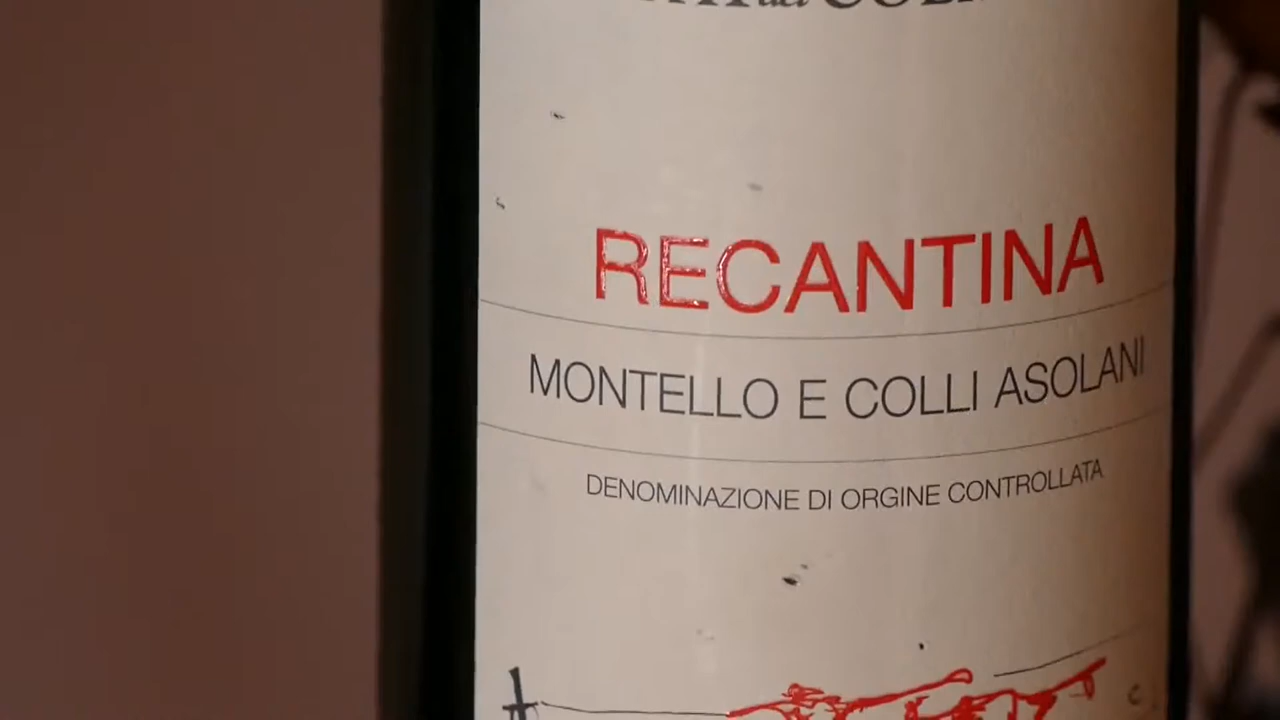 RECANTINA
MONTELLO E COLLI ASOLANI
DENOMINAZIONE DI ORGINE CONTROLLATA